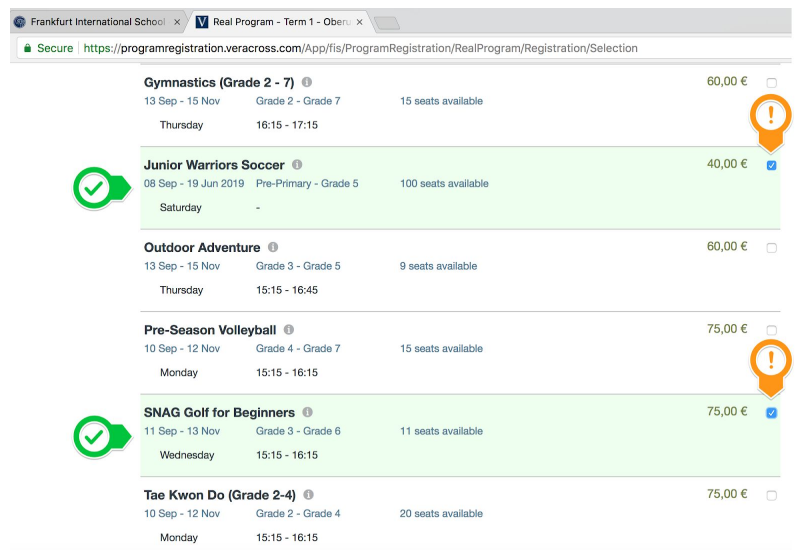 Frankfurt International School
Real Program - Term 1 - Oberu
Secure https://programregistration.veracross.com/App/fis/ProgramRegistration/RealProgram/Registration/Selection
Gymnastics (Grade 2 - 7) 60,00 €
13 Sep - 15 Nov Grade 2 - Grade 7 15 seats available
Thursday 16:15 - 17:15
Junior Warriors Soccer 40,00 €
08 Sep - 19 Jun 2019 Pre-Primary - Grade 5 100 seats available
Saturday -
Outdoor Adventure 60,00 €
13 Sep - 15 Nov Grade 3 - Grade 5 9 seats available
Thursday 15:15 - 16:45
Pre-Season Volleyball 75,00 €
10 Sep - 12 Nov Grade 4 - Grade 7 15 seats available
Monday 15:15 - 16:15
SNAG Golf for Beginners 75,00 €
11 Sep - 13 Nov Grade 3 - Grade 6 11 seats available
Wednesday 15:15 - 16:15
Tae Kwon Do (Grade 2-4) 75,00 €
10 Sep - 12 Nov Grade 2 - Grade 4 20 seats available
Monday 15:15 - 16:15